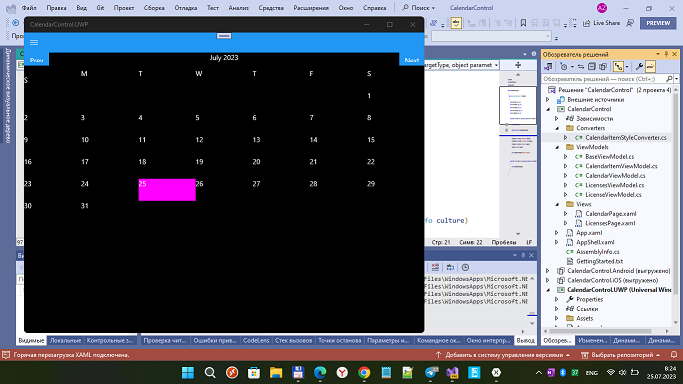 Файл
Правка
Вид
Git
Проект
Сборка
Отладка
Тест
Анализ
Средства
Расширения
Окно
Справка
Поиск
CalendarControl
AZ
Live Share
PREVIEW
CalendarControl.UWP
Prev
July 2023
Next
S M T W T F S
1
2 3 4 5 6 7 8
9 10 11 12 13 14 15
16 17 18 19 20 21 22
23 24 25 26 27 28 29
30 31
Динамическое визуальное дерево
targetType, object paramet
fo culture)
97
Стр: 21 Симв: 22 Пробелы LF
Files\WindowsApps\Microsoft.NE
Files\WindowsApps\Microsoft.NE
Files\WindowsApps\Microsoft.NE
Files\WindowsApps\Microsoft.NE
Обозреватель решений
Обозреватель решений — поиск (Ctrl+;)
Решение "CalendarControl" (2 проекта 4)
Внешние источники
CalendarControl
Зависимости
Converters
CalendarItemStyleConverter.cs
ViewModels
BaseViewModel.cs
CalendarItemViewModel.cs
CalendarViewModel.cs
LicensesViewModel.cs
LicenseViewModel.cs
Views
CalendarPage.xaml
LicensesPage.xaml
App.xaml
AppShell.xaml
AssemblyInfo.cs
GettingStarted.txt
CalendarControl.Android (выгружено)
CalendarControl.iOS (выгружено)
CalendarControl.UWP (Universal Wind
Properties
Ссылки
Assets
Видимые Локальные Контрольные з... Проверка чит... Ошибки прив... CodeLens Стек вызовов Точки останова Параметры и... Командное ок... Окно интерпр... Вывод
Обозрев... Изменен... Динами... Динами...
Горячая перезагрузка XAML подключена.
Добавить в систему управления версиями
Выбрать репозиторий
37
ENG
8:24
25.07.2023